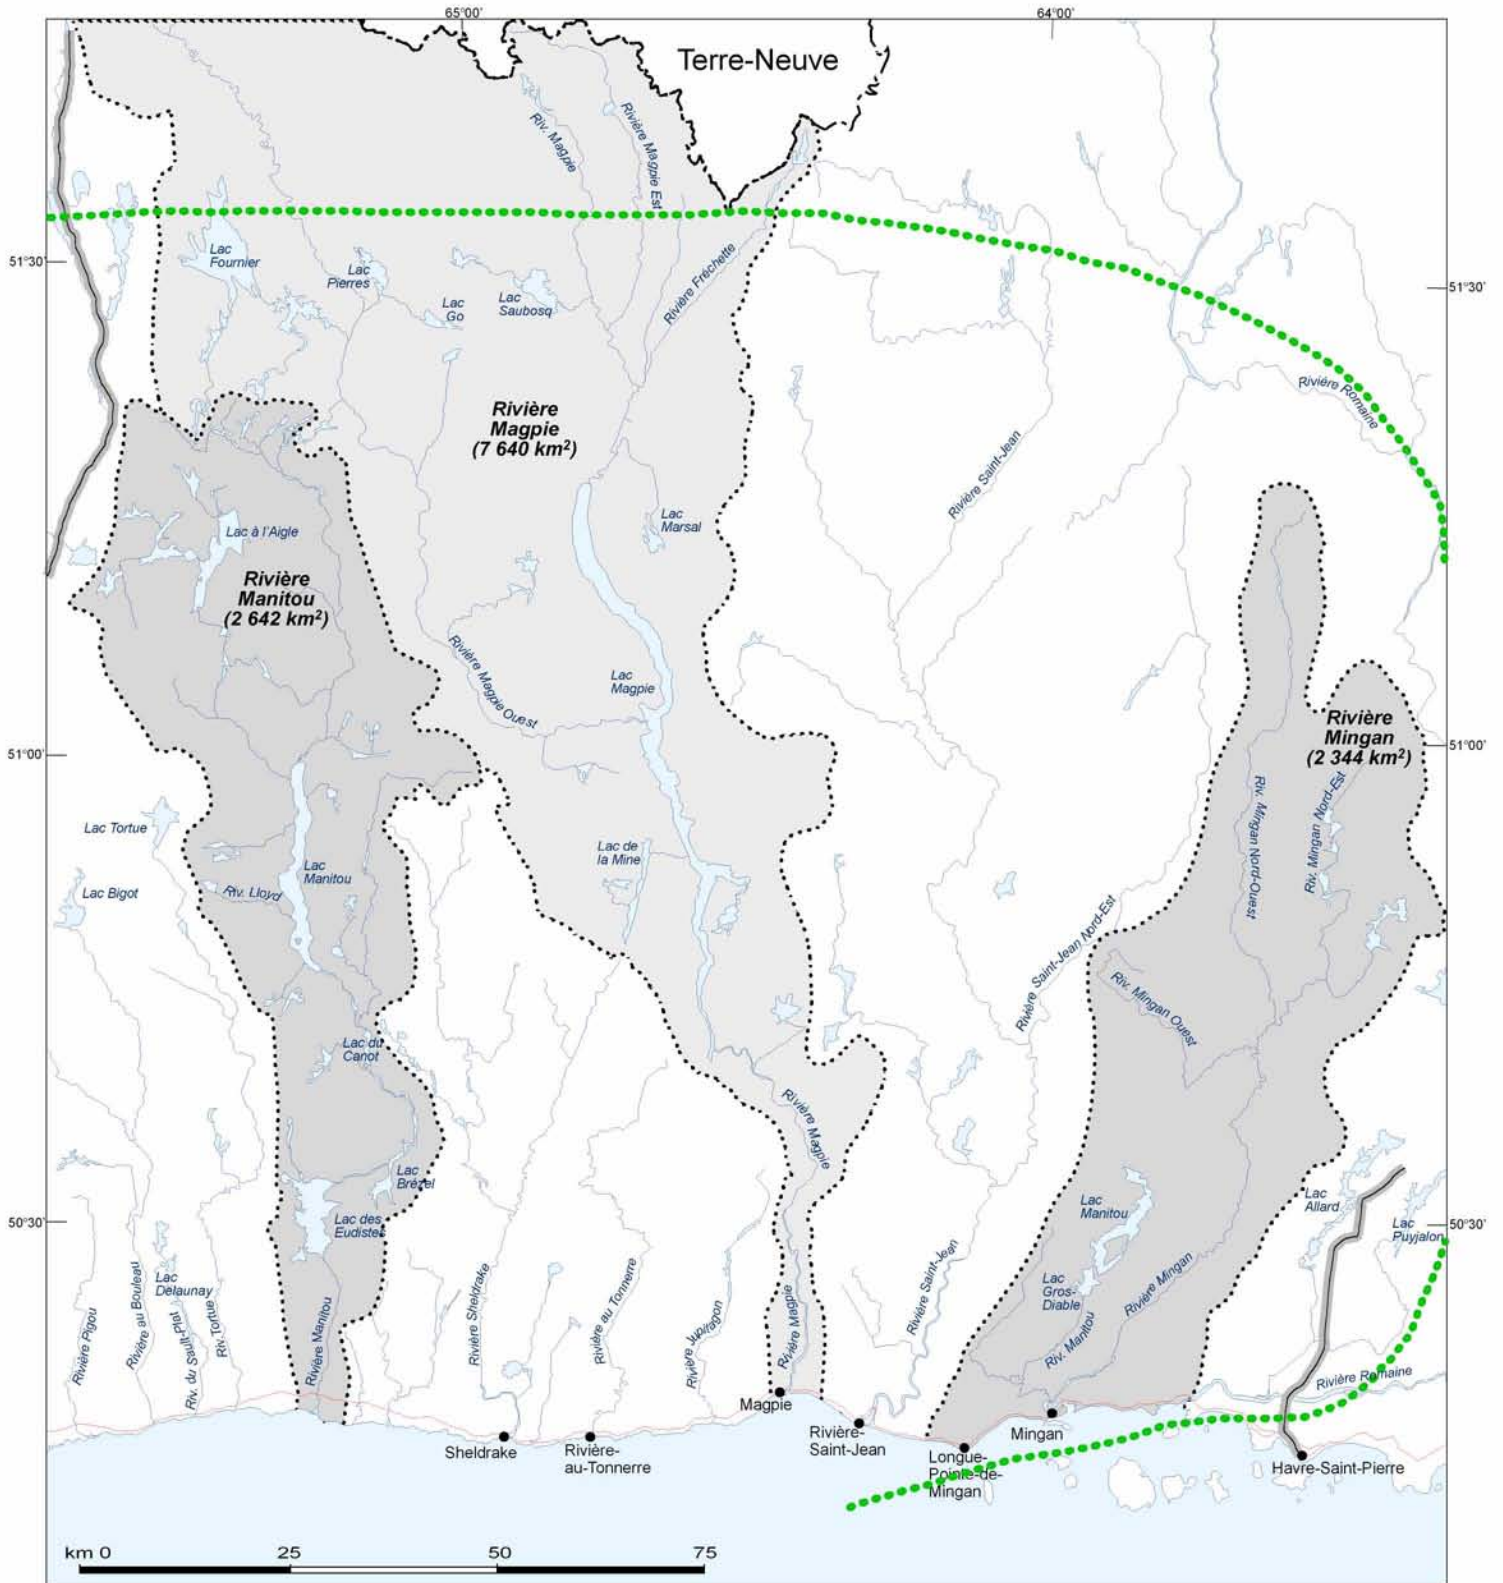 65°00'
64°00'
Terre-Neuve
Riv. Magpie
Rivière Magpie Est
Lac
Fournier
51°30'
Lac
Pierres
Lac
Go
Lac
Saubosq
Rivière Fréchette
51°30'
Rivière Romaine
Rivière
Magpie
(7 640 km²)
Rivière Saint-Jean
Lac à l'Aigle
Lac
Marsal
Rivière
Manitou
(2 642 km²)
Rivière Magpie Ouest
Lac
Magpie
Rivière
Mingan
(2 344 km²)
51°00'
51°00'
Riv. Mingan Nord-Ouest
Riv. Mingan Nord-Est
Lac Tortue
Lac de
la Mine
Lac
Manitou
Lac Bigot
Riv. Lloyd
Rivière Saint-Jean Nord-Est
Riv. Mingan Ouest
Lac du
Canot
Rivière Magpie
Lac
Brézel
Lac des
Eudistes
Lac
Manitou
Lac
Allard
Lac
Puyjalon
50°30'
50°30'
Lac
Delaunay
Lac
Gros-
Diable
Rivière Pigou
Rivière au Bouleau
Riv. du Sault-Plat
Riv. Tortue
Rivière Manitou
Rivière Sheldrake
Rivière au Tonnerre
Rivière Jupitagon
Rivière Magpie
Rivière Saint-Jean
Riv. Manitou
Rivière Mingan
Rivière Romaine
Magpie
Mingan
Sheldrake
Rivière-
au-Tonnerre
Rivière-
Saint-Jean
Longue-
Pointe-de-
Mingan
Havre-Saint-Pierre
km 0 25 50 75